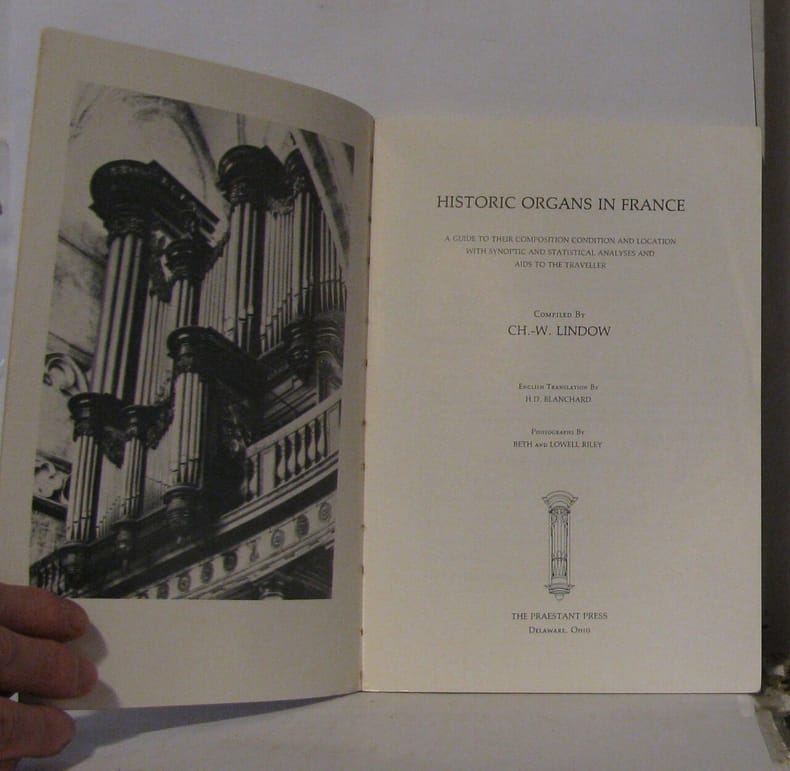 HISTORIC ORGANS IN FRANCE
A GUIDE TO THEIR COMPOSITION CONDITION AND LOCATION
WITH SYNOPTIC AND STATISTICAL ANALYSES AND
AIDS TO THE TRAVELLER
Compiled By
CH.-W. LINDOW
English Translation By
H.D. BLANCHARD
Photographs By
BETH and LOWELL RILEY
THE PRAESTANT PRESS
Delaware, Ohio